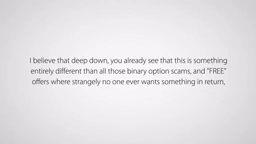 I believe that deep down, you already see that this is something
entirely different than all those binary option scams, and "FREE"
offers where strangely no one ever wants something in return,